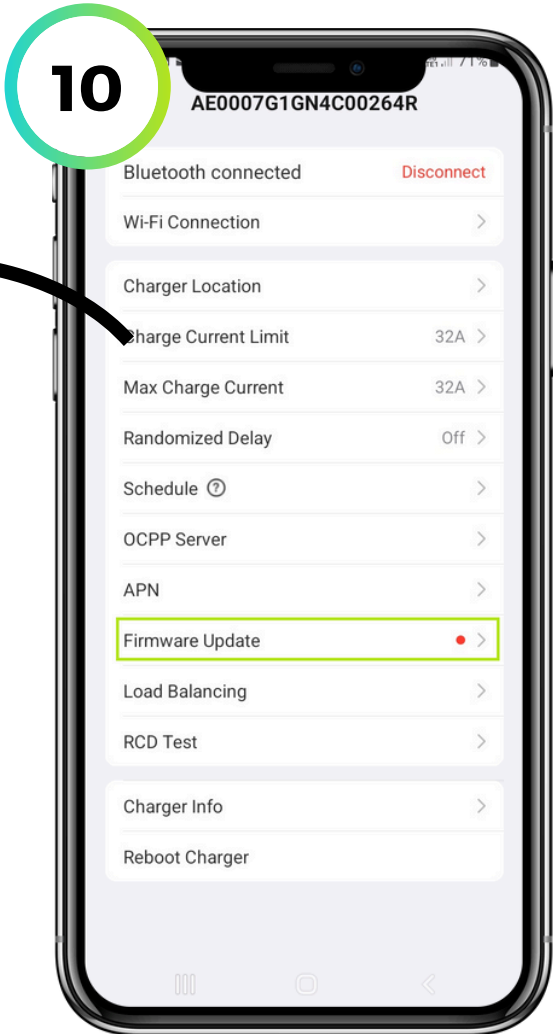 10
71%
AE0007G1GN4C00264R
Bluetooth connected Disconnect
Wi-Fi Connection
Charger Location
Charge Current Limit 32A
Max Charge Current 32A
Randomized Delay Off
Schedule ?
OCPP Server
APN
Firmware Update
Load Balancing
RCD Test
Charger Info
Reboot Charger